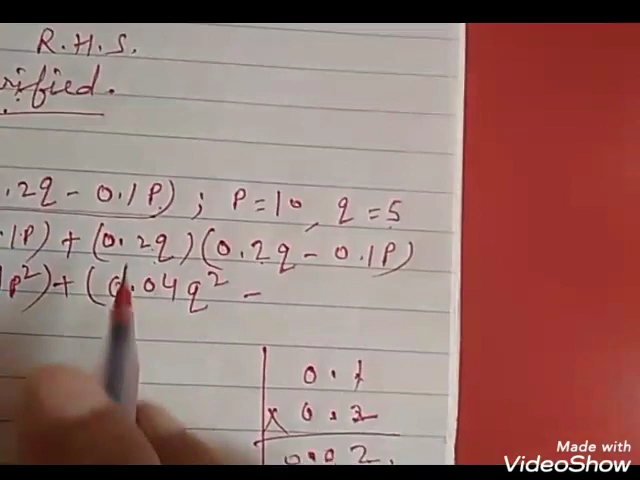 R.H.S.
rified.
.2q - 0.1P) ; P=10, q=5
.1P) + (0.2q) (0.2q - 0.1P)
p²) + (0.04q² -
0.1
x 0.2
0.02.
Made with
VideoShow